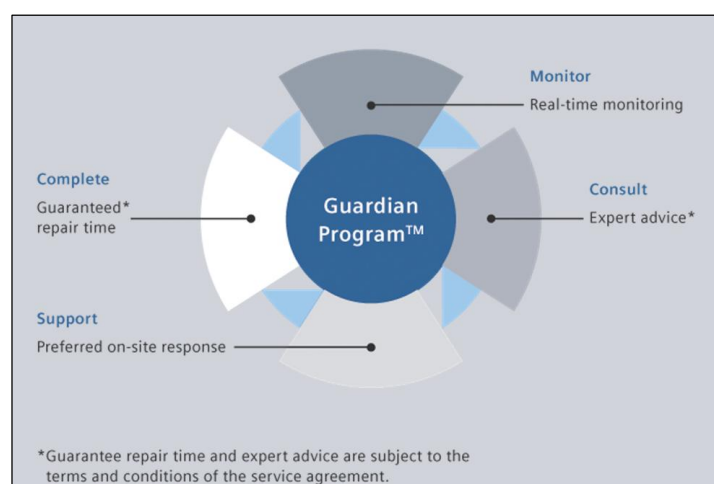 Monitor
Real-time monitoring
Complete
Guaranteed*
repair time
Guardian
Program™
Consult
Expert advice*
Support
Preferred on-site response
*Guarantee repair time and expert advice are subject to the
terms and conditions of the service agreement.